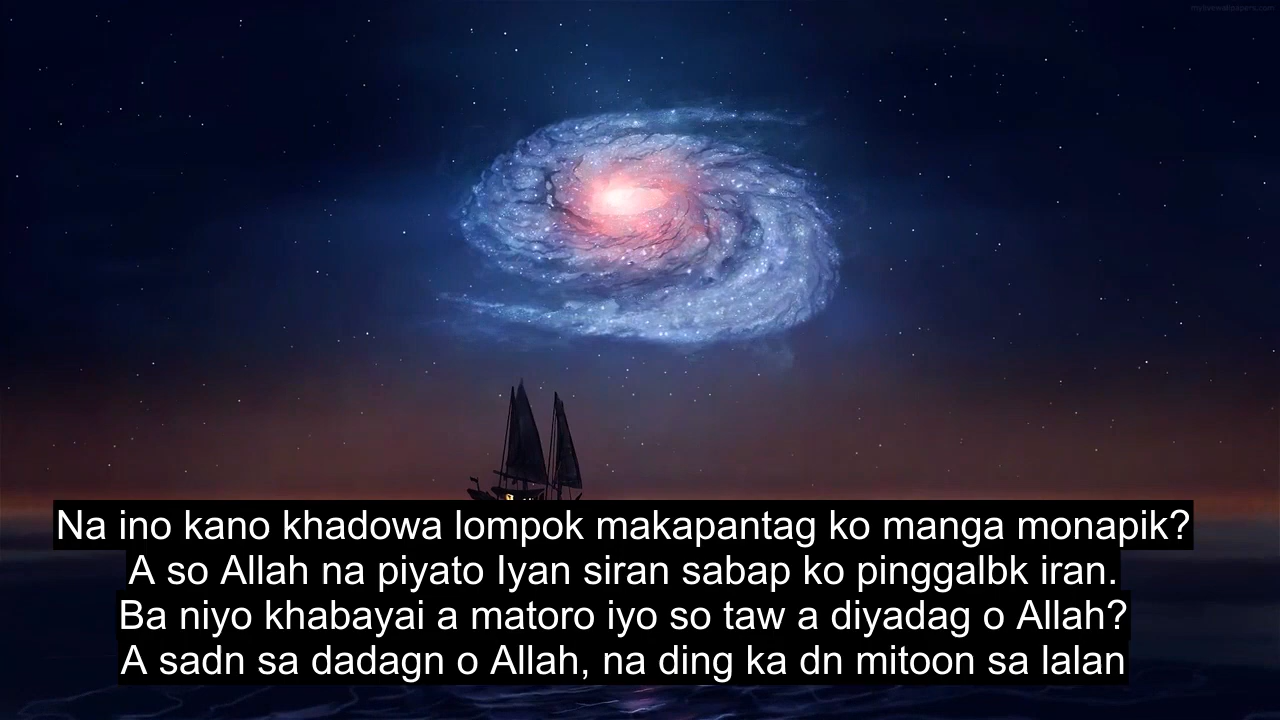 Na ino kano khadowa lompok makapantag ko manga monapik?
A so Allah na piyato Iyan siran sabap ko pinggalbk iran.
Ba niyo khabayai a matoro iyo so taw a diyadag o Allah?
A sadn sa dadagn o Allah, na ding ka dn mitoon sa lalan